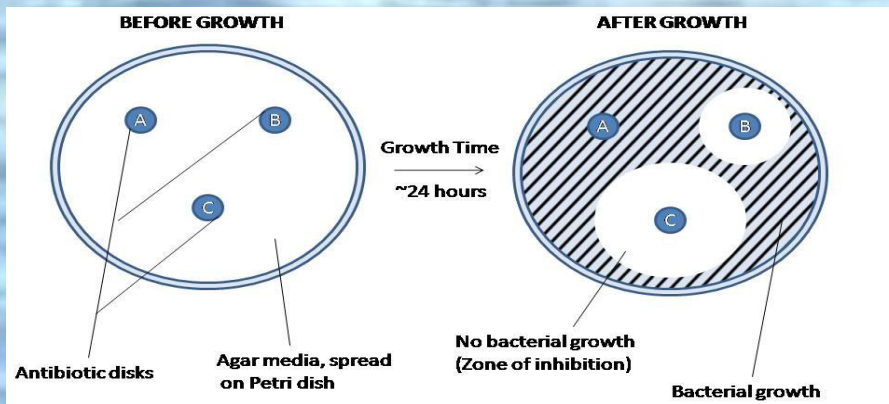 BEFORE GROWTH
AFTER GROWTH
A
B
C
Growth Time
~24 hours
A
B
C
Antibiotic disks
Agar media, spread
on Petri dish
No bacterial growth
(Zone of inhibition)
Bacterial growth